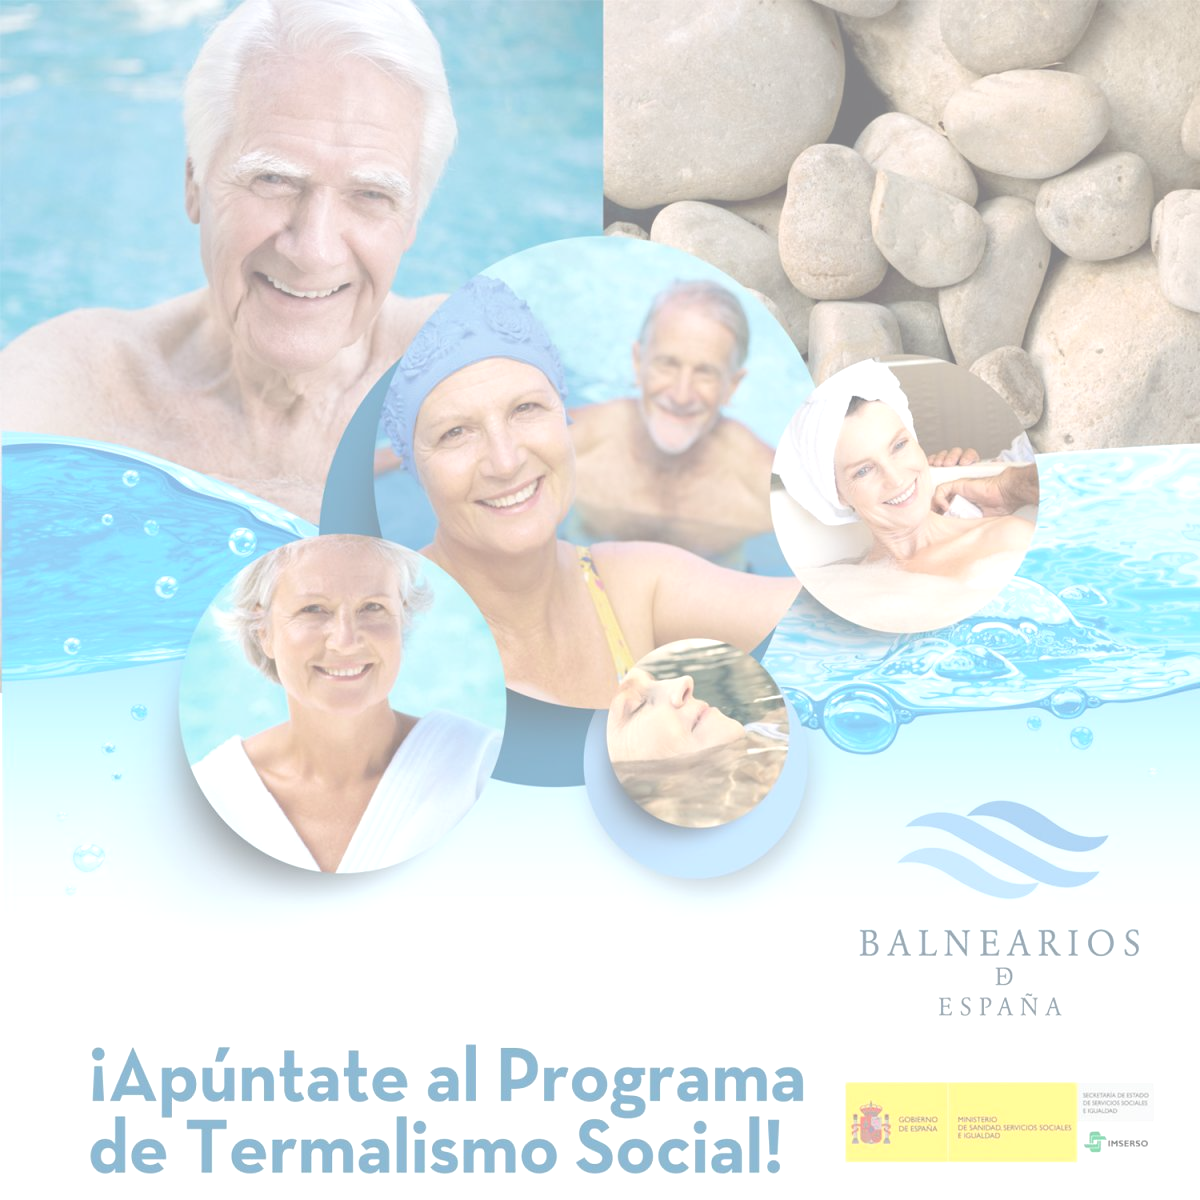 BALNEARIOS
DE
ESPAÑA
¡Apúntate al Programa
de Termalismo Social!
GOBIERNO
DE ESPAÑA
MINISTERIO
DE SANIDAD, SERVICIOS SOCIALES
E IGUALDAD
SECRETARÍA DE ESTADO
DE SERVICIOS SOCIALES
E IGUALDAD
IMSERSO